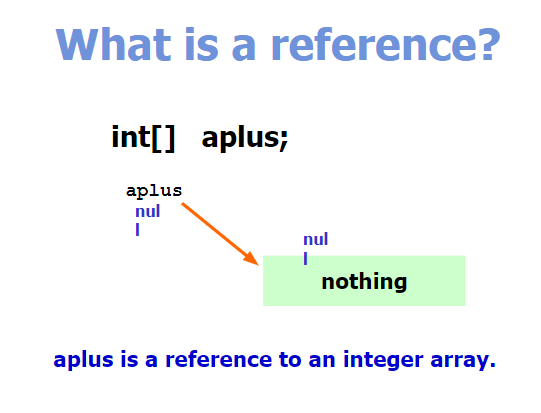 What is a reference?
int[] aplus;
aplus
nul
l
nul
l
nothing
aplus is a reference to an integer array.